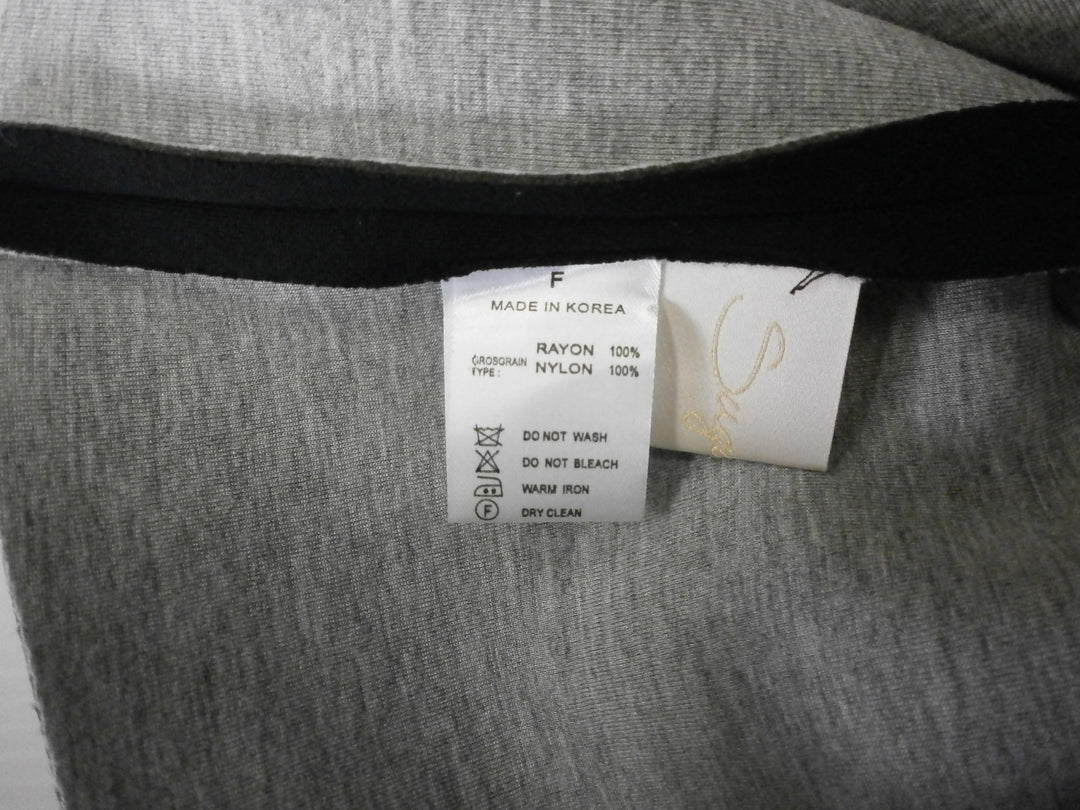 F
MADE IN KOREA
RAYON 100%
GROSGRAIN TYPE : NYLON 100%
DO NOT WASH
DO NOT BLEACH
WARM IRON
F DRY CLEAN